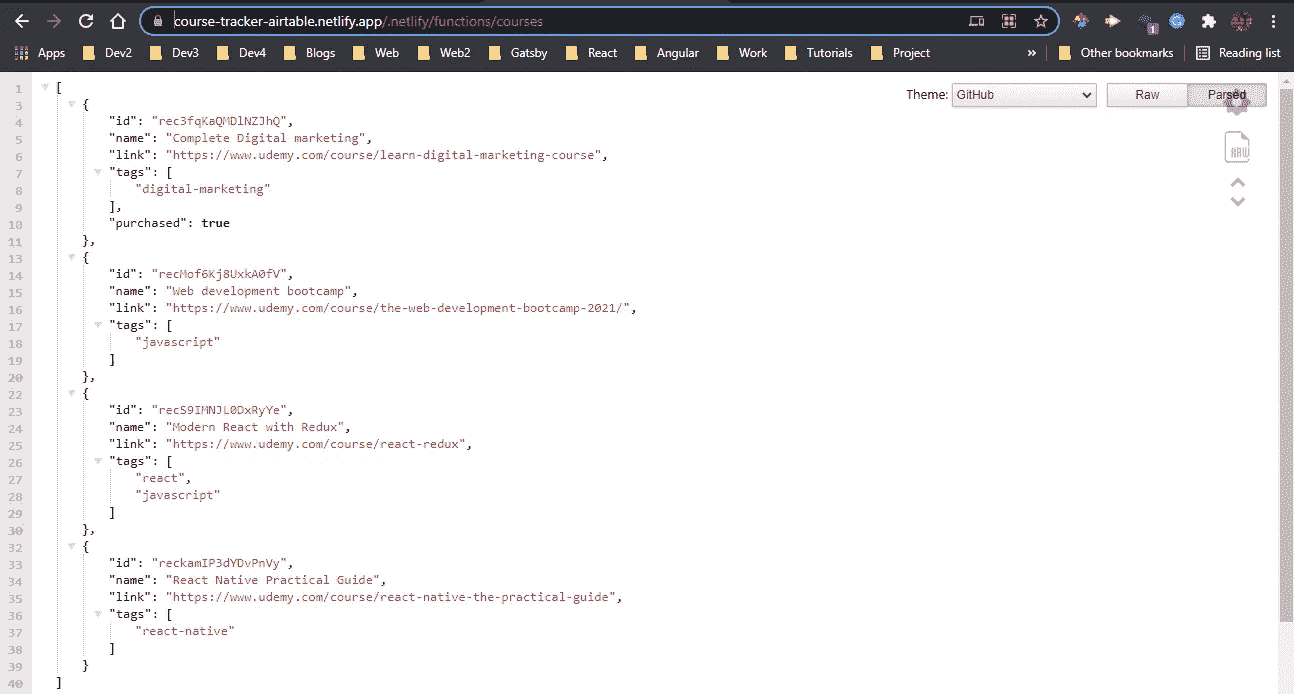 course-tracker-airtable.netlify.app/.netlify/functions/courses
Apps Dev2 Dev3 Dev4 Blogs Web Web2 Gatsby React Angular Work Tutorials Project » Other bookmarks Reading list
Theme: GitHub Raw Parsed
1 [
3 {
4 "id": "rec3fqKaQMDlNZJhQ",
5 "name": "Complete Digital marketing",
6 "link": "https://www.udemy.com/course/learn-digital-marketing-course",
7 "tags": [
8 "digital-marketing"
9 ],
10 "purchased": true
11 },
13 {
14 "id": "recMof6Kj8UxkA0fV",
15 "name": "Web development bootcamp",
16 "link": "https://www.udemy.com/course/the-web-development-bootcamp-2021/",
17 "tags": [
18 "javascript"
19 ]
20 },
22 {
23 "id": "recS9IMNJL0DxRyYe",
24 "name": "Modern React with Redux",
25 "link": "https://www.udemy.com/course/react-redux",
26 "tags": [
27 "react",
28 "javascript"
29 ]
30 },
32 {
33 "id": "reckamIP3dYDvPnVy",
34 "name": "React Native Practical Guide",
35 "link": "https://www.udemy.com/course/react-native-the-practical-guide",
36 "tags": [
37 "react-native"
38 ]
39 }
40 ]
RAW
1